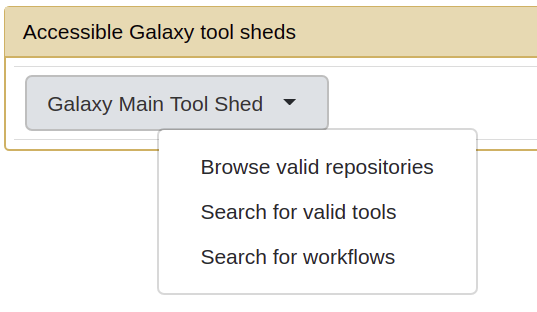 Accessible Galaxy tool sheds
Galaxy Main Tool Shed
Browse valid repositories
Search for valid tools
Search for workflows